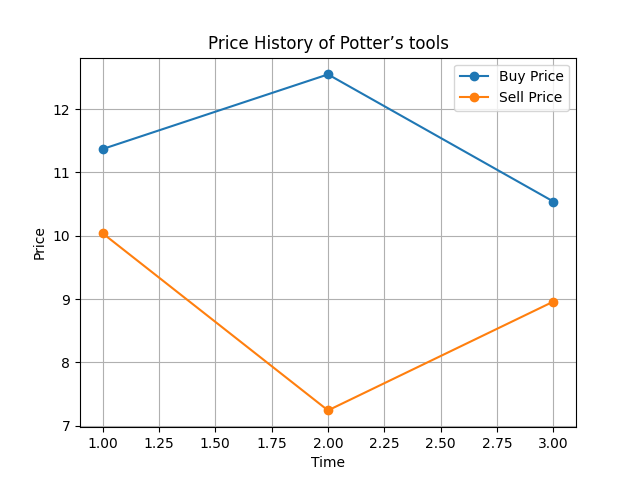 Price History of Potter’s tools
Buy Price
Sell Price
Price
12
11
10
9
8
7
1.00 1.25 1.50 1.75 2.00 2.25 2.50 2.75 3.00
Time